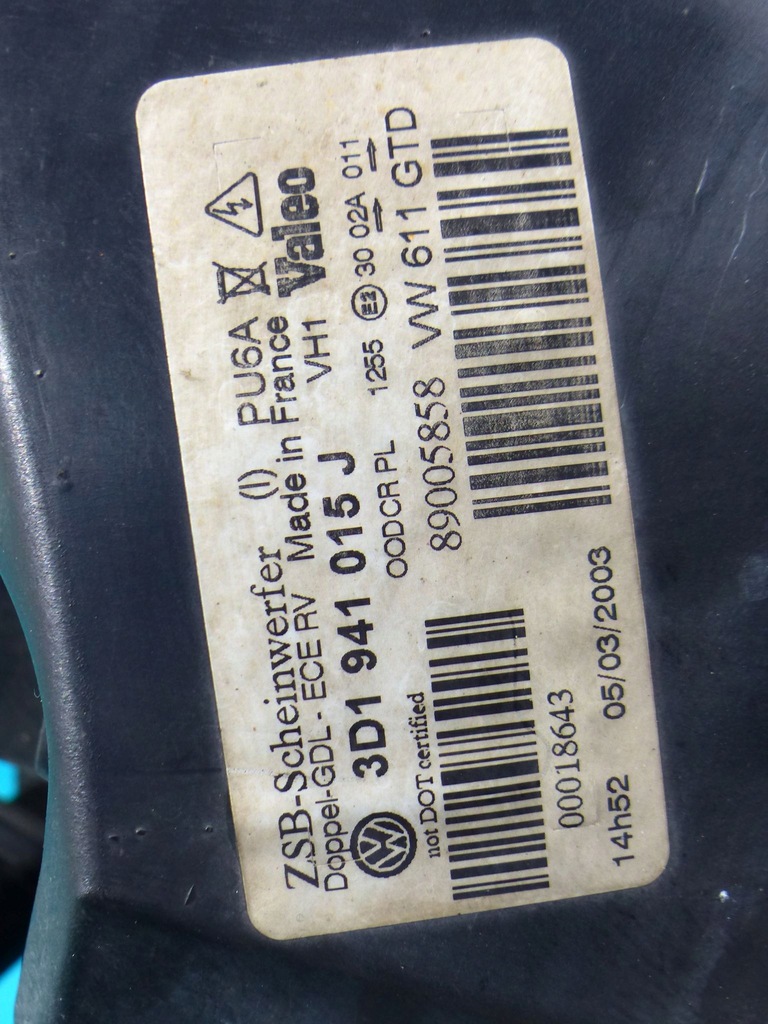 ZSB-Scheinwerfer (l) PU6A
Doppel-GDL - ECE RV Made in France Valeo
3D1 941 015 J VH1
OODCR PL 1255 E2 30 02A 011
not DOT certified
89005858 VW 611 GTD
00018643
14h52 05/03/2003